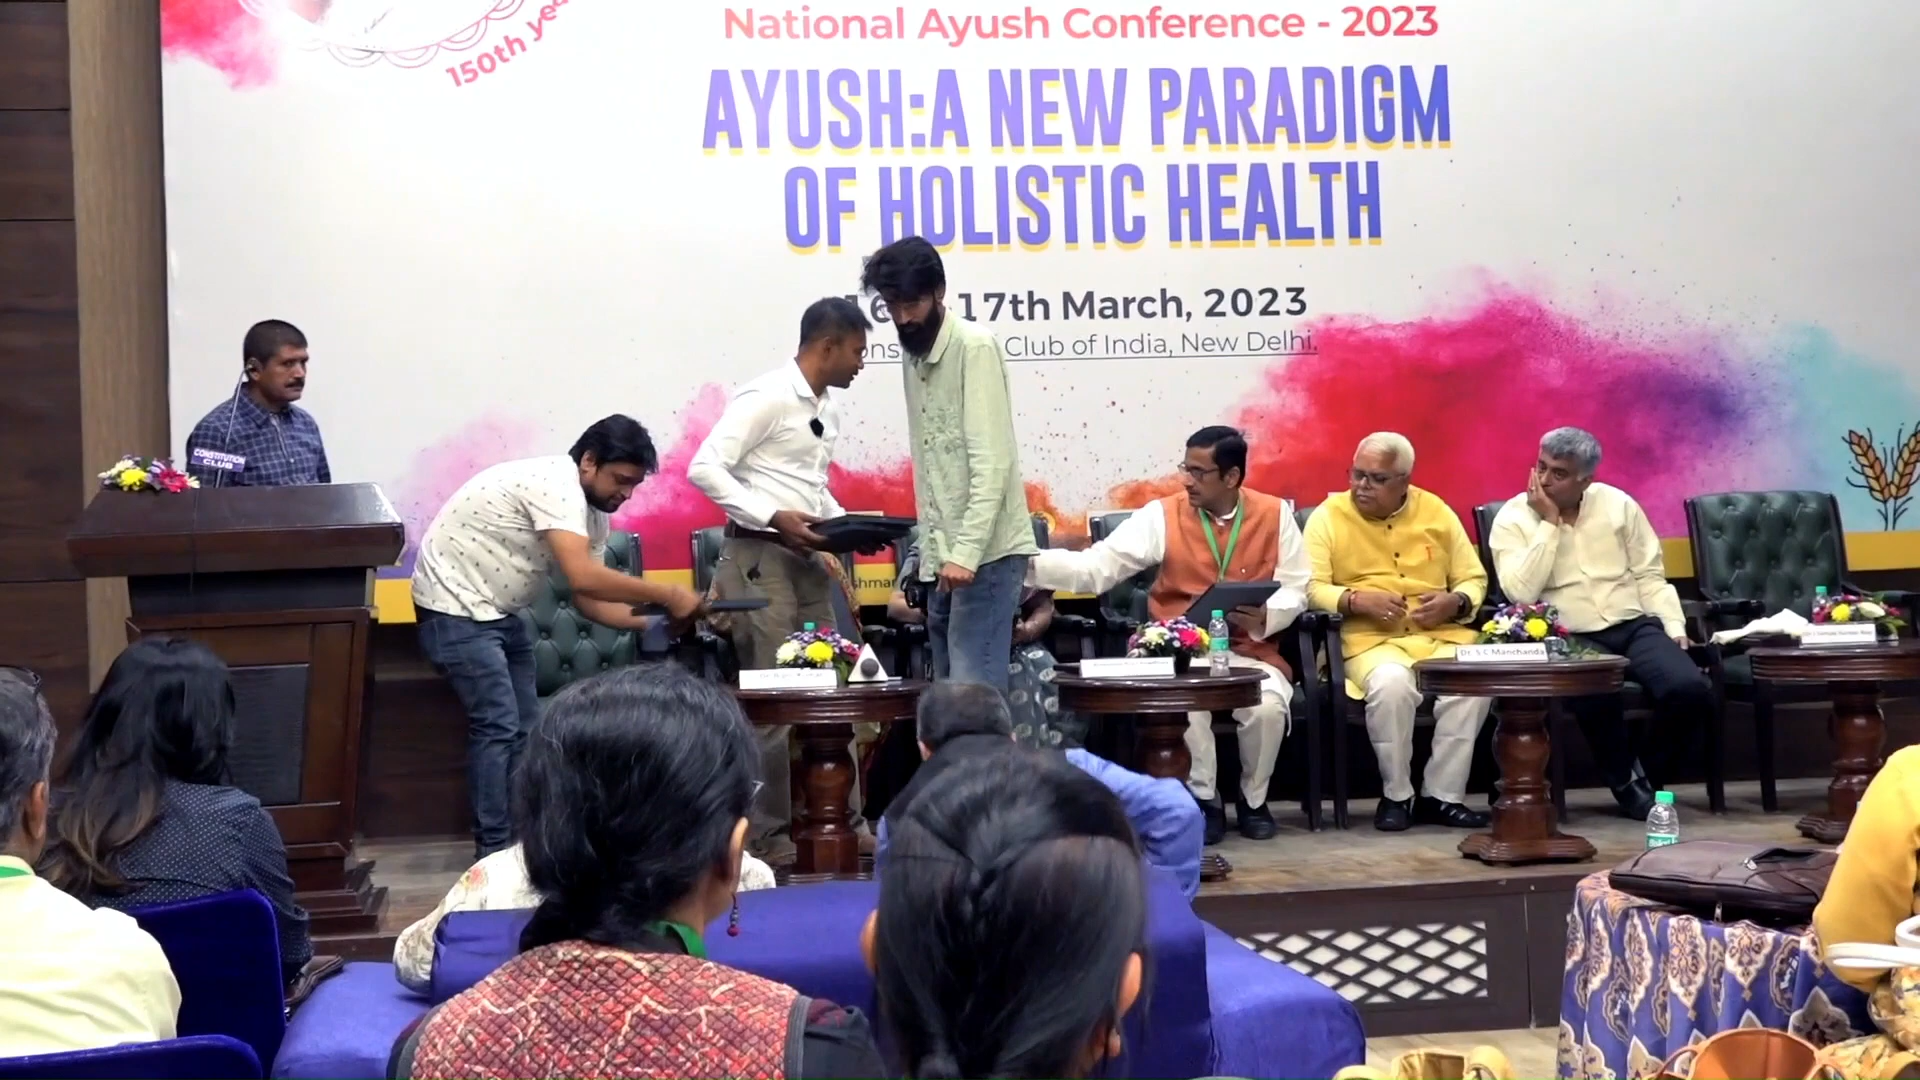 150th
National Ayush Conference - 2023
AYUSH:A NEW PARADIGM
OF HOLISTIC HEALTH
17th March, 2023
Club of India, New Delhi.
CONSTITUTION
CLUB
Dr. S C Manchanda